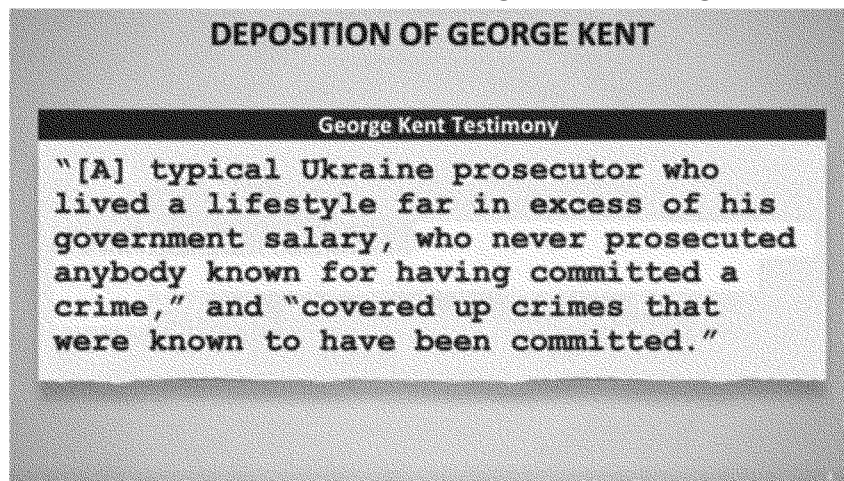 DEPOSITION OF GEORGE KENT
George Kent Testimony
"[A] typical Ukraine prosecutor who
lived a lifestyle far in excess of his
government salary, who never prosecuted
anybody known for having committed a
crime," and "covered up crimes that
were known to have been committed."